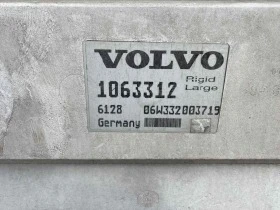 VOLVO
1063312 Rigid Large
6128 06W332003719
Germany